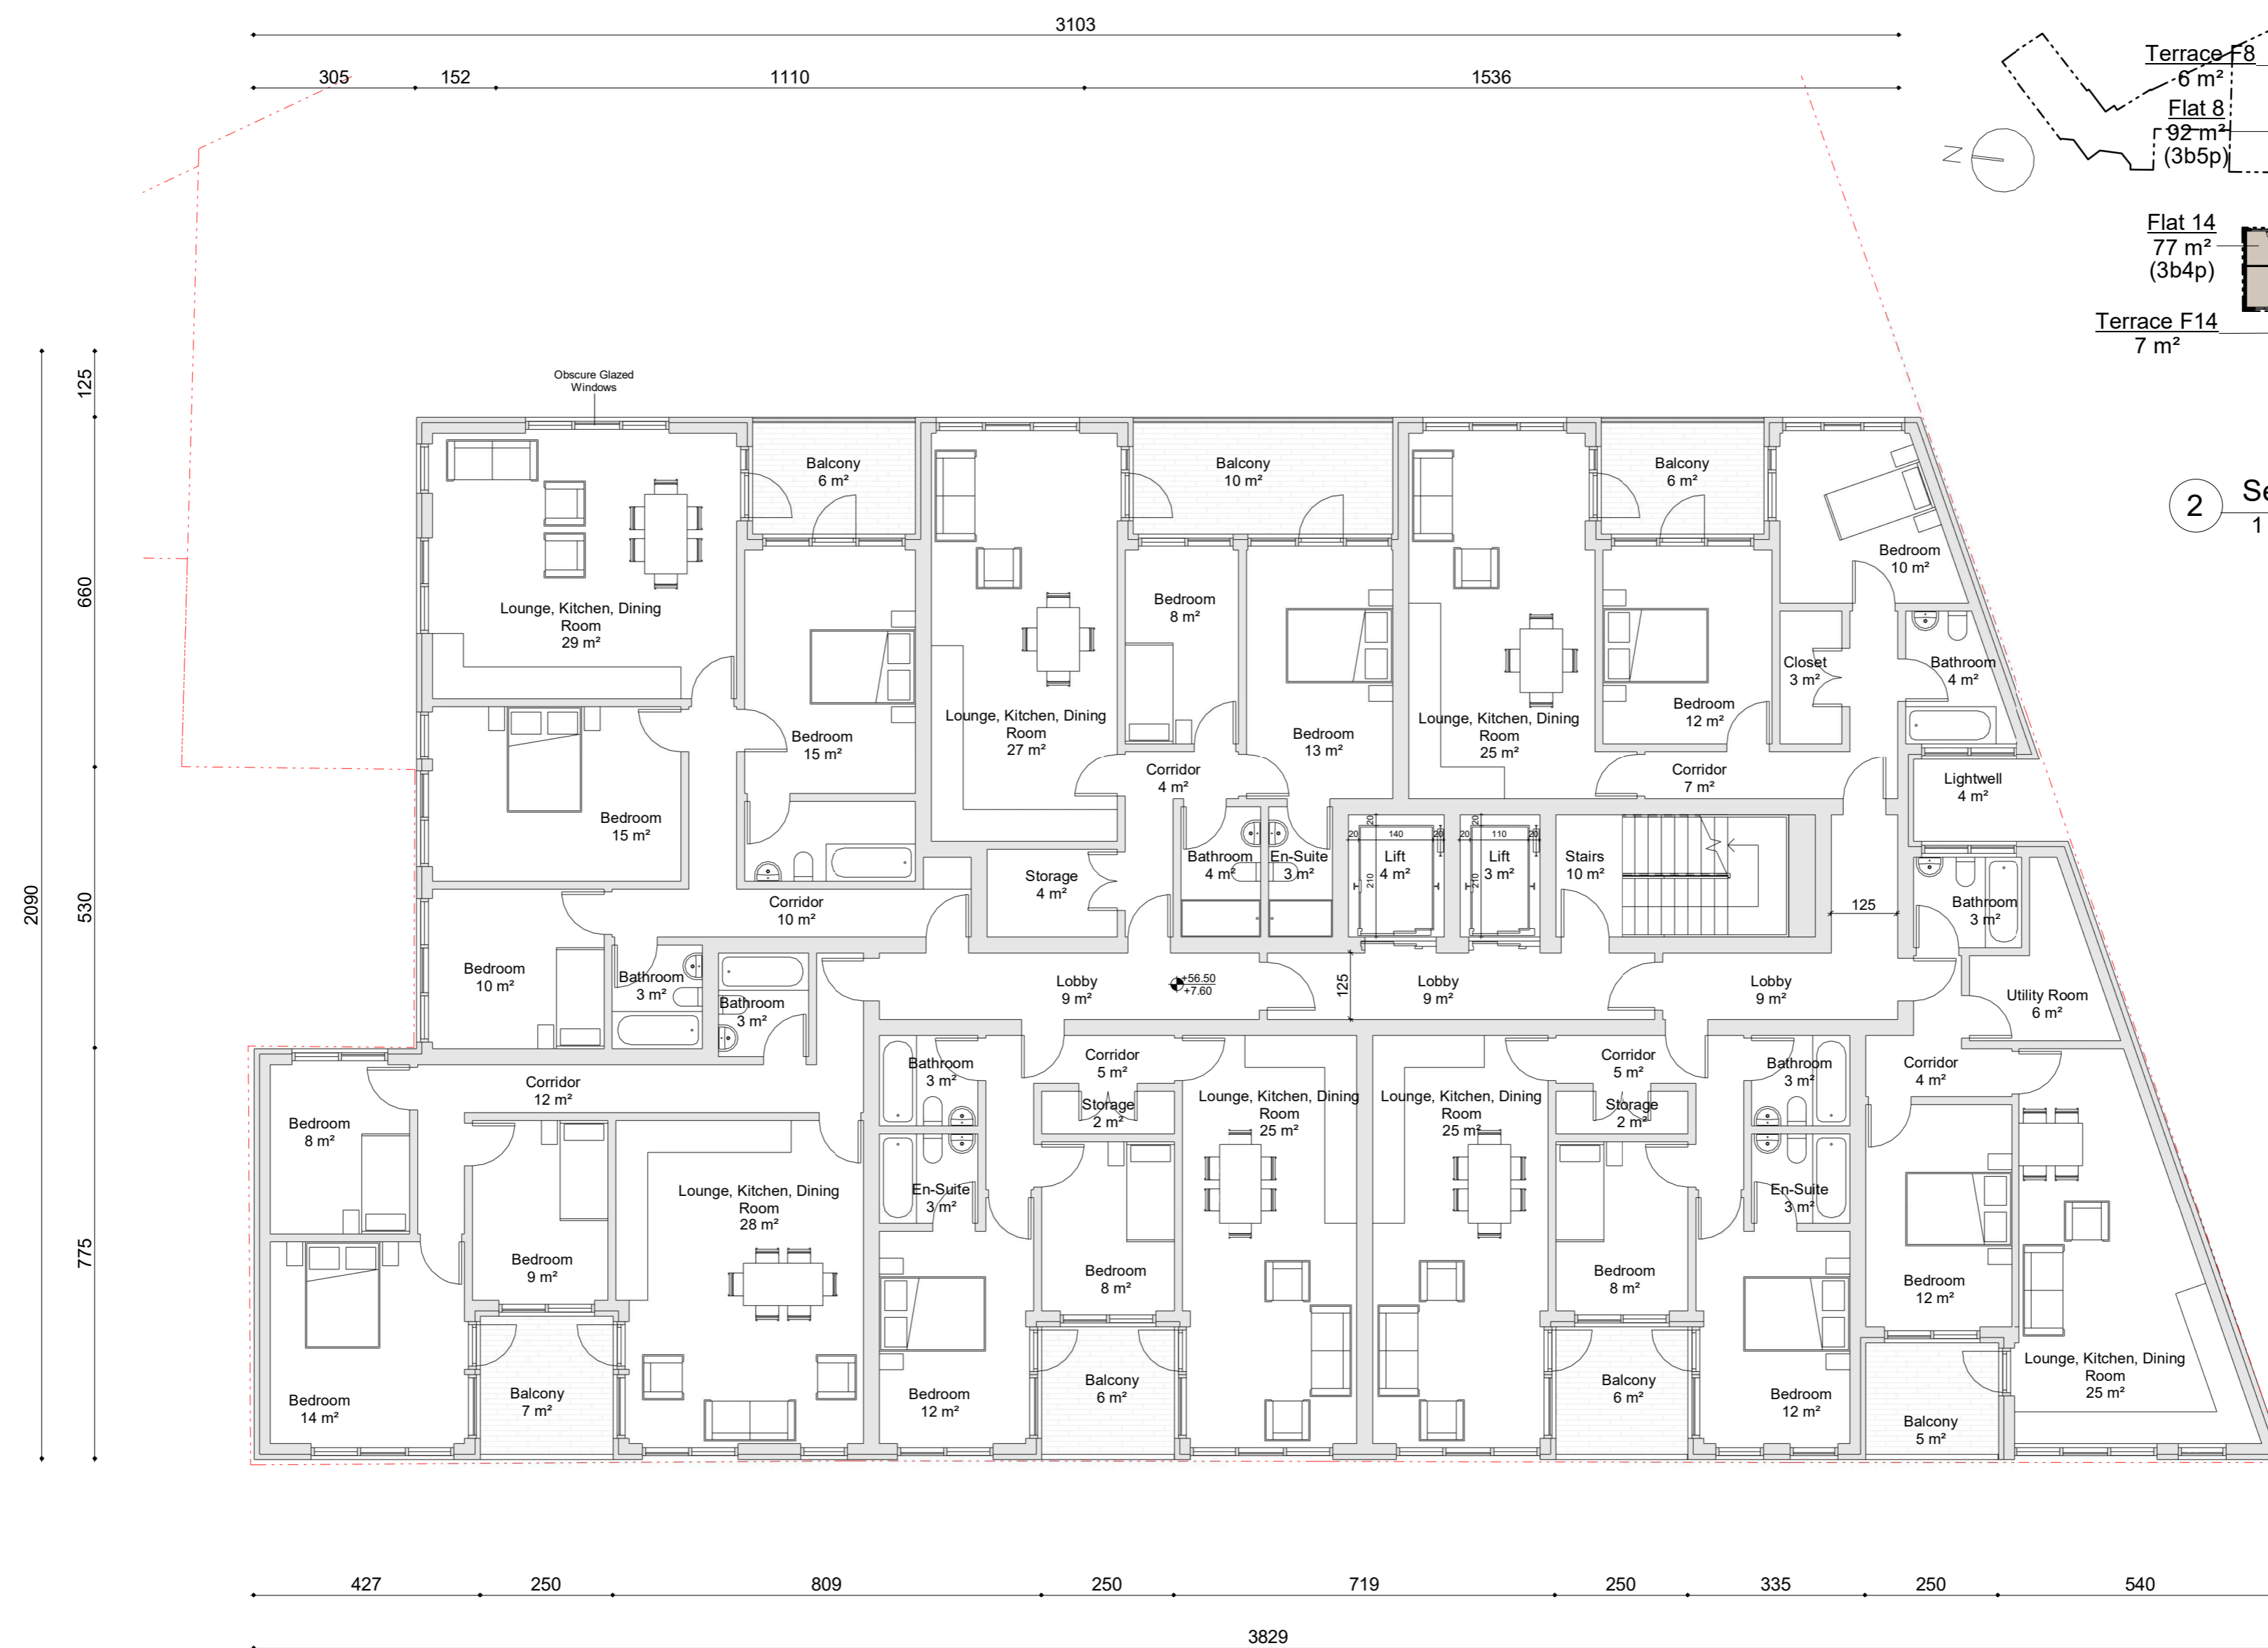 3103
305
152
1110
1536
Terrace F8
6 m²
Flat 8
92 m²
(3b5p)
N
Flat 14
77 m²
(3b4p)
Terrace F14
7 m²
2
1
125
660
530
775
2090
Obscure Glazed
Windows
Balcony
6 m²
Balcony
10 m²
Balcony
6 m²
Bedroom
10 m²
Lounge, Kitchen, Dining
Room
29 m²
Bedroom
8 m²
Bedroom
15 m²
Lounge, Kitchen, Dining
Room
27 m²
Bedroom
13 m²
Lounge, Kitchen, Dining
Room
25 m²
Bedroom
12 m²
Closet
3 m²
Bathroom
4 m²
Corridor
4 m²
Corridor
7 m²
Lightwell
4 m²
Bedroom
15 m²
Storage
4 m²
Bathroom
4 m²
En-Suite
3 m²
20
20
140
20
210
Lift
4 m²
20
20
110
20
210
Lift
3 m²
Stairs
10 m²
125
Bathroom
3 m²
Corridor
10 m²
Bedroom
10 m²
Bathroom
3 m²
Bathroom
3 m²
Lobby
9 m²
+56.50
+7.60
125
Lobby
9 m²
Lobby
9 m²
Utility Room
6 m²
Corridor
12 m²
Bathroom
3 m²
Corridor
5 m²
Storage
2 m²
Lounge, Kitchen, Dining
Room
25 m²
Lounge, Kitchen, Dining
Room
25 m²
Corridor
5 m²
Storage
2 m²
Bathroom
3 m²
Corridor
4 m²
Bedroom
8 m²
Lounge, Kitchen, Dining
Room
28 m²
En-Suite
3 m²
En-Suite
3 m²
Bedroom
9 m²
Bedroom
8 m²
Bedroom
8 m²
Bedroom
12 m²
Bedroom
14 m²
Balcony
7 m²
Bedroom
12 m²
Balcony
6 m²
Balcony
6 m²
Bedroom
12 m²
Lounge, Kitchen, Dining
Room
25 m²
Balcony
5 m²
427
250
809
250
719
250
335
250
540
3829